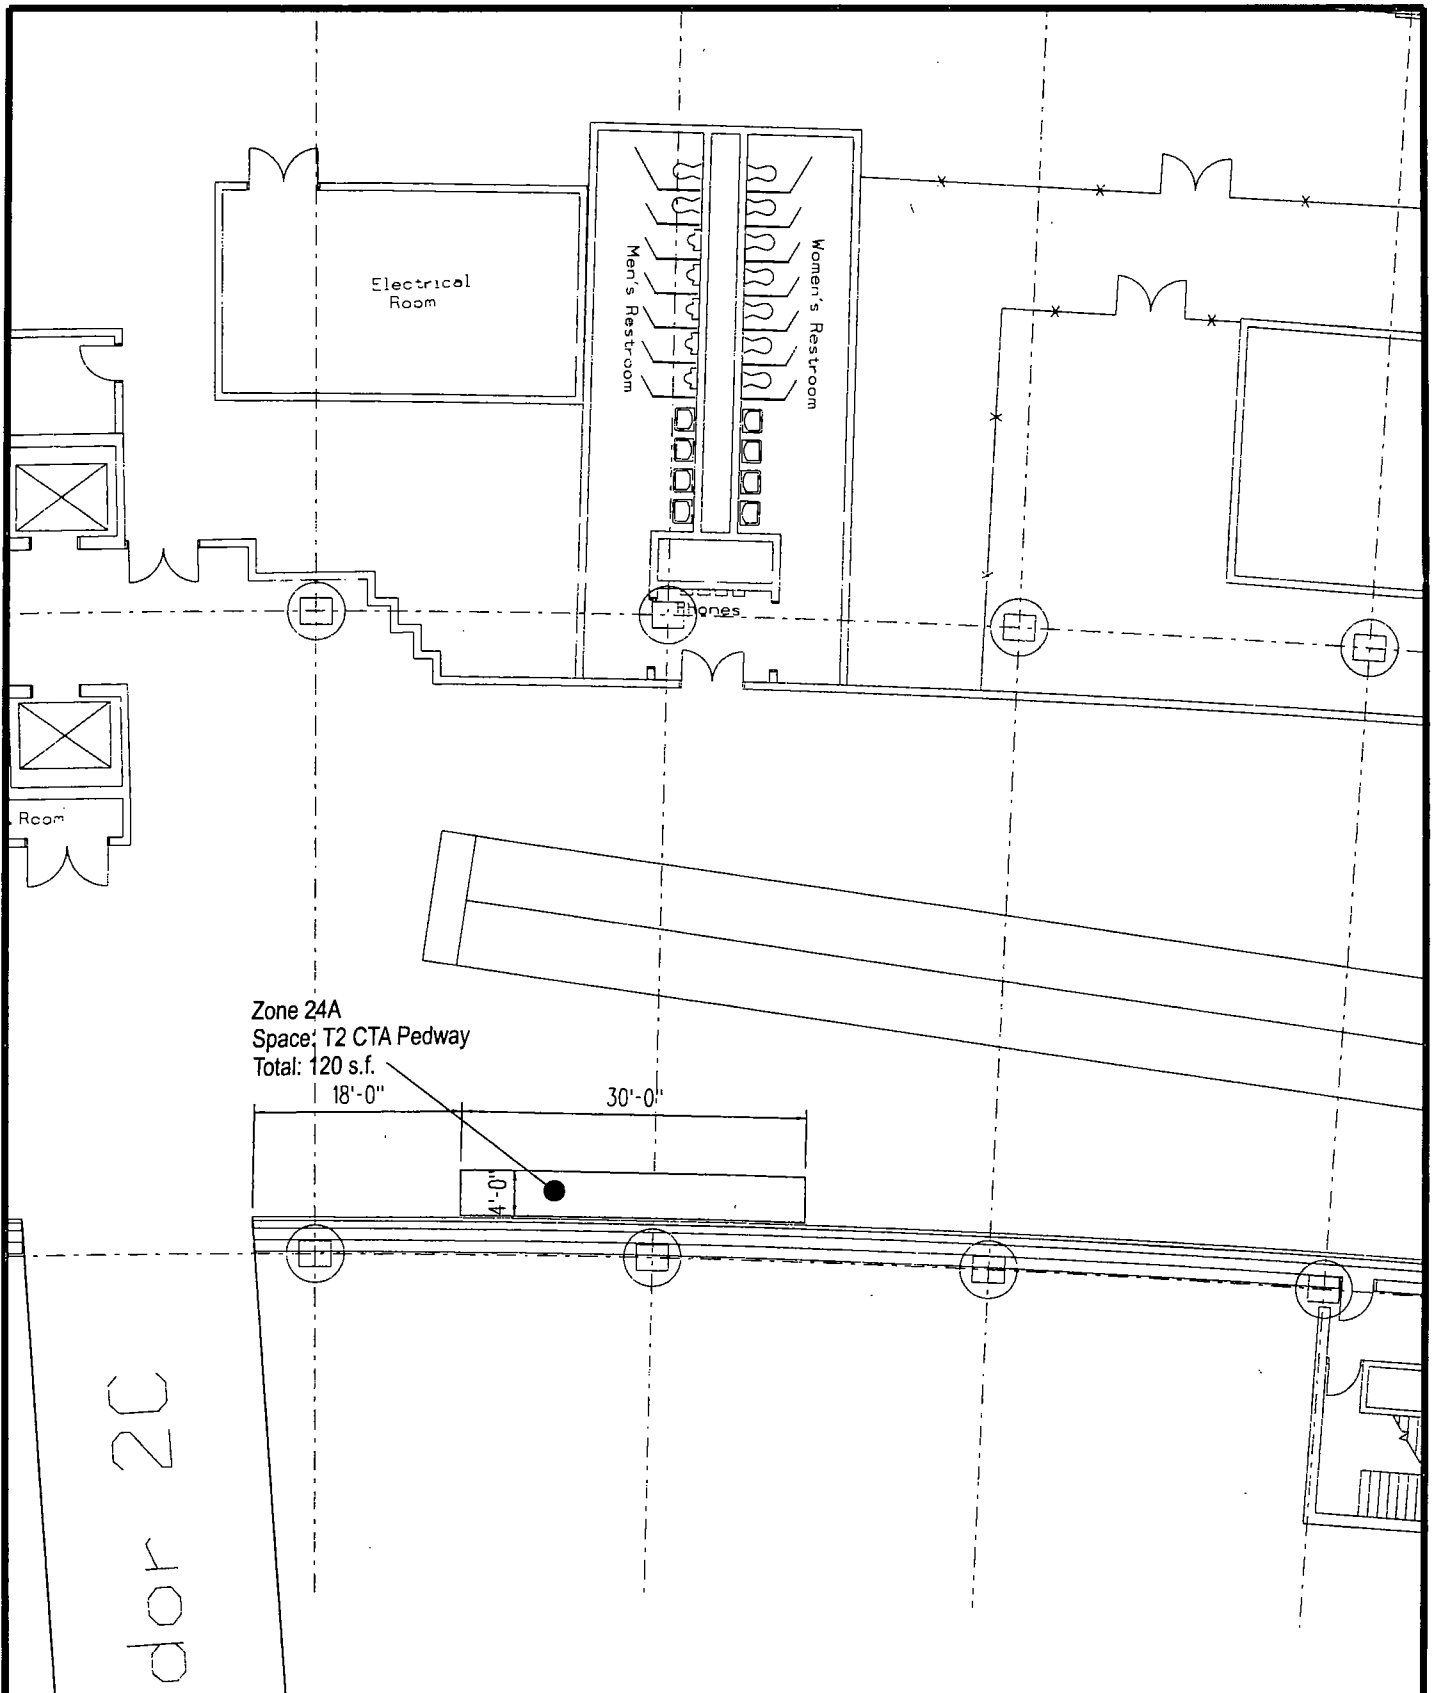 Electrical
Room
Men's Restroom
Women's Restroom
Phones
Room
Zone 24A
Space: T2 CTA Pedway
Total: 120 s.f.
18'-0"
30'-0"
4'-0"
dor 2C